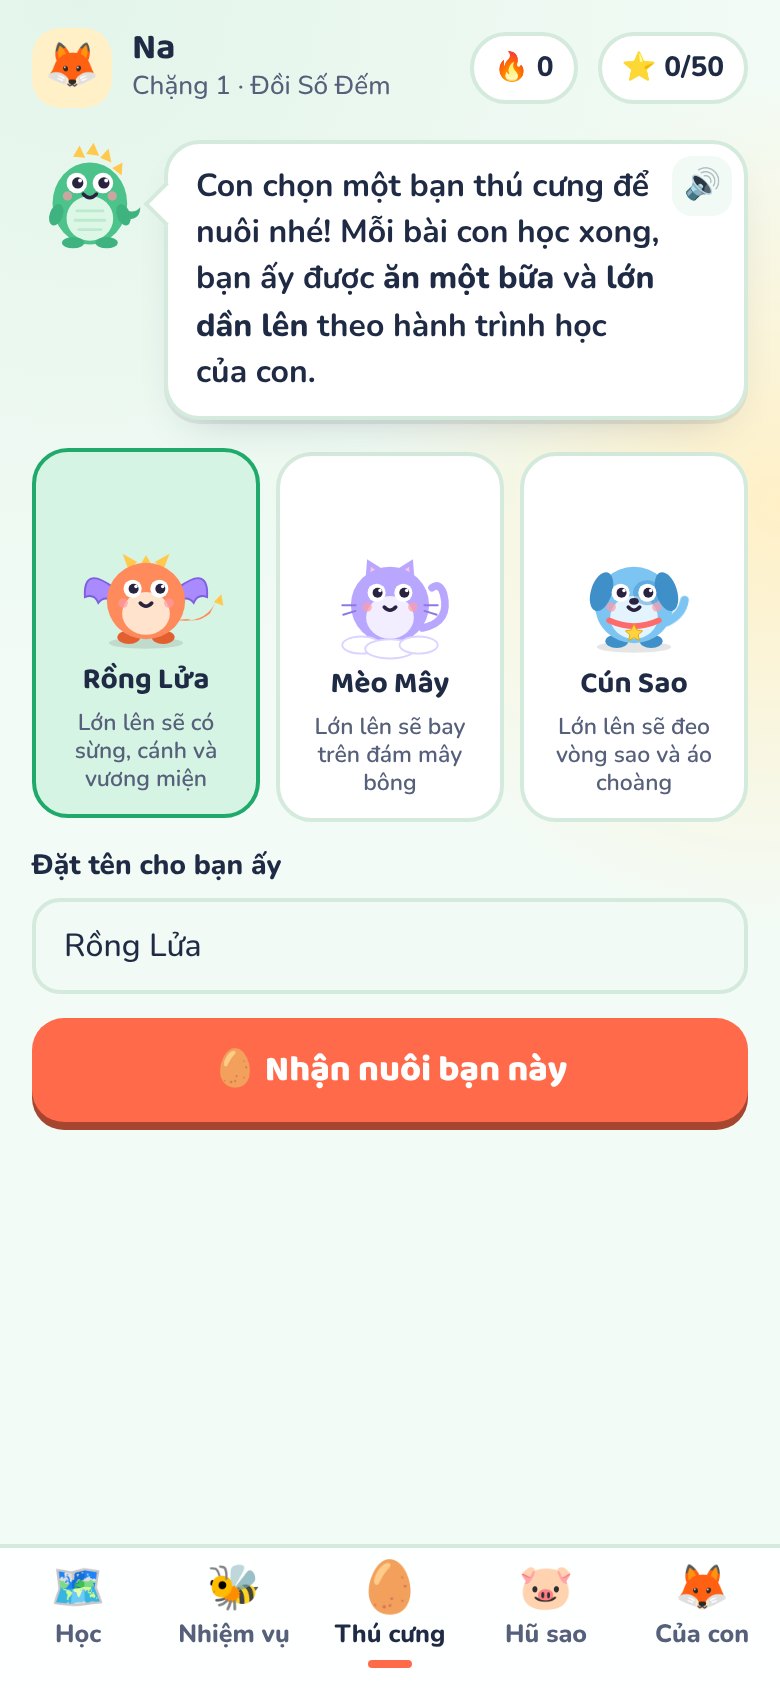 Na
Chặng 1 · Đồi Số Đếm
0
0/50
Con chọn một bạn thú cưng để
nuôi nhé! Mỗi bài con học xong,
bạn ấy được ăn một bữa và lớn
dần lên theo hành trình học
của con.
Rồng Lửa
Lớn lên sẽ có
sừng, cánh và
vương miện
Mèo Mây
Lớn lên sẽ bay
trên đám mây
bông
Cún Sao
Lớn lên sẽ đeo
vòng sao và áo
choàng
Đặt tên cho bạn ấy
Rồng Lửa
Nhận nuôi bạn này
Học
Nhiệm vụ
Thú cưng
Hũ sao
Của con